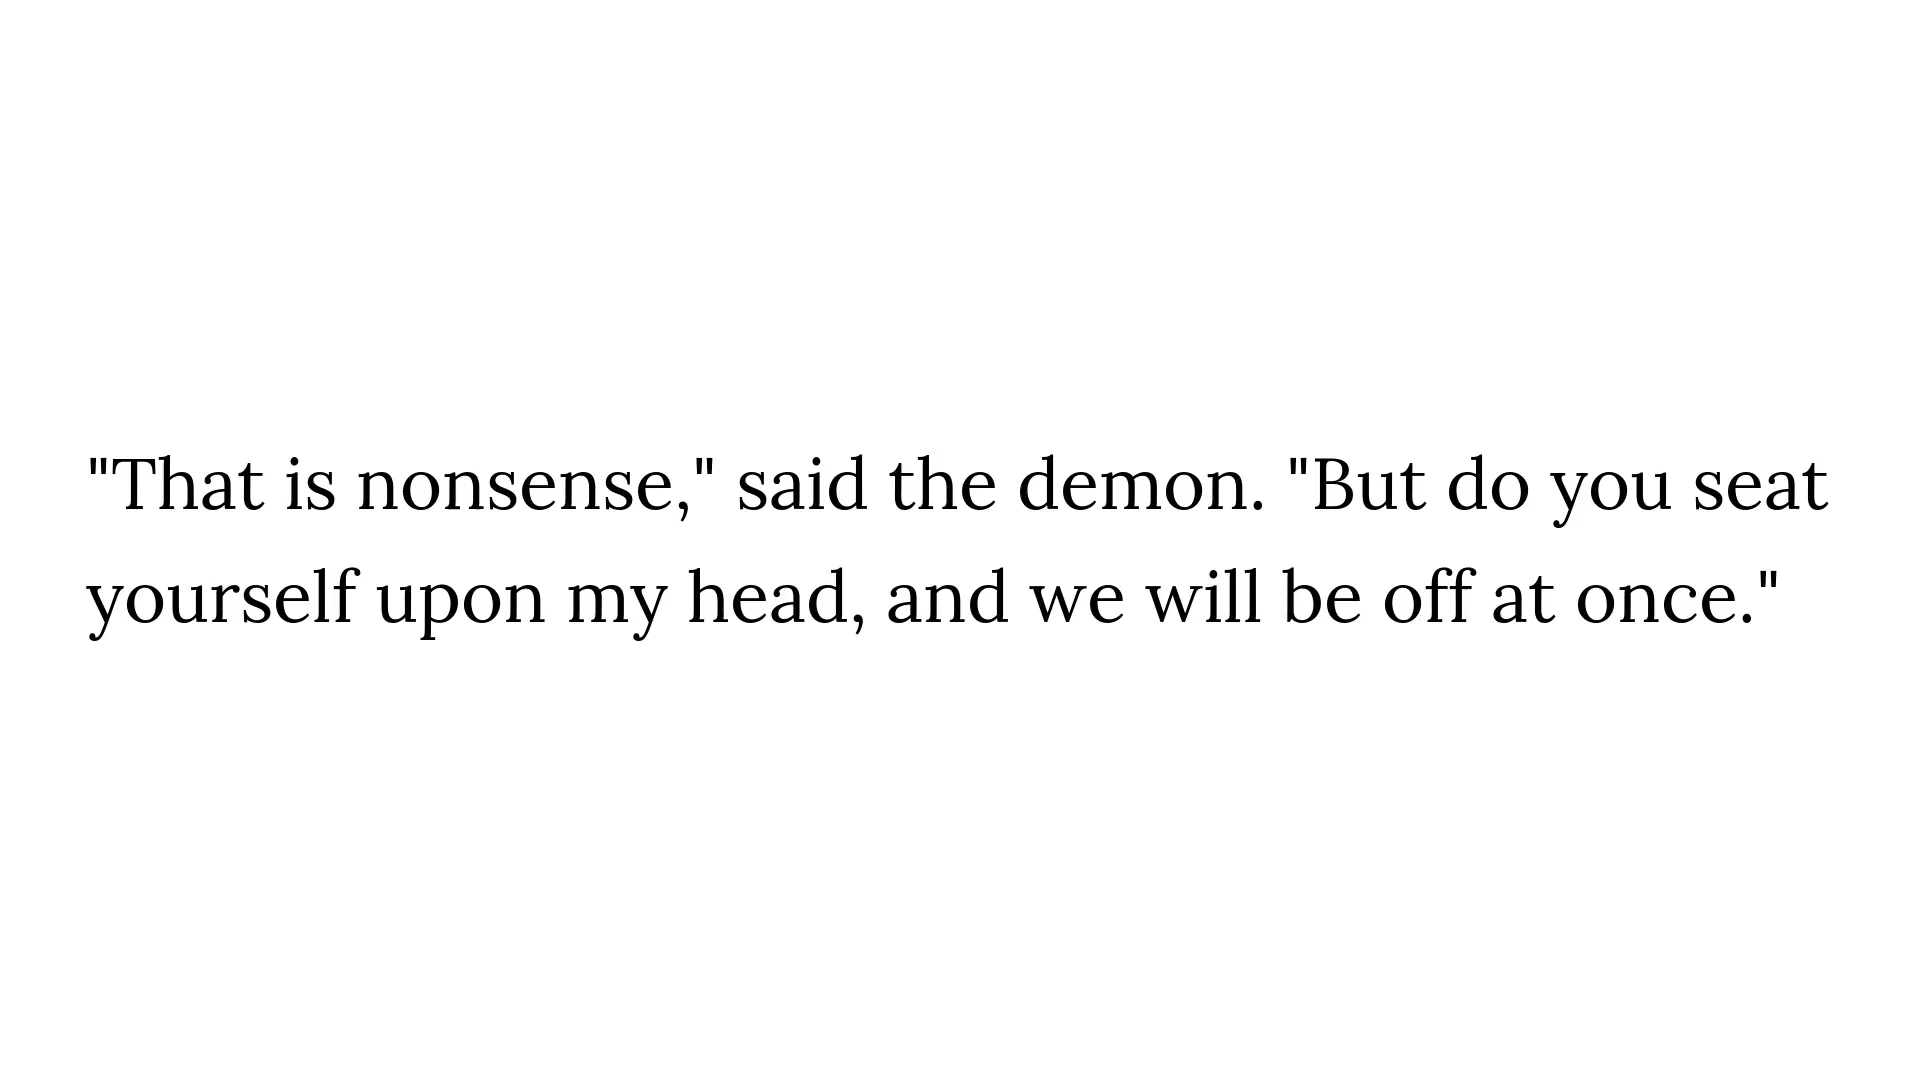 "That is nonsense," said the demon. "But do you seat
yourself upon my head, and we will be off at once."